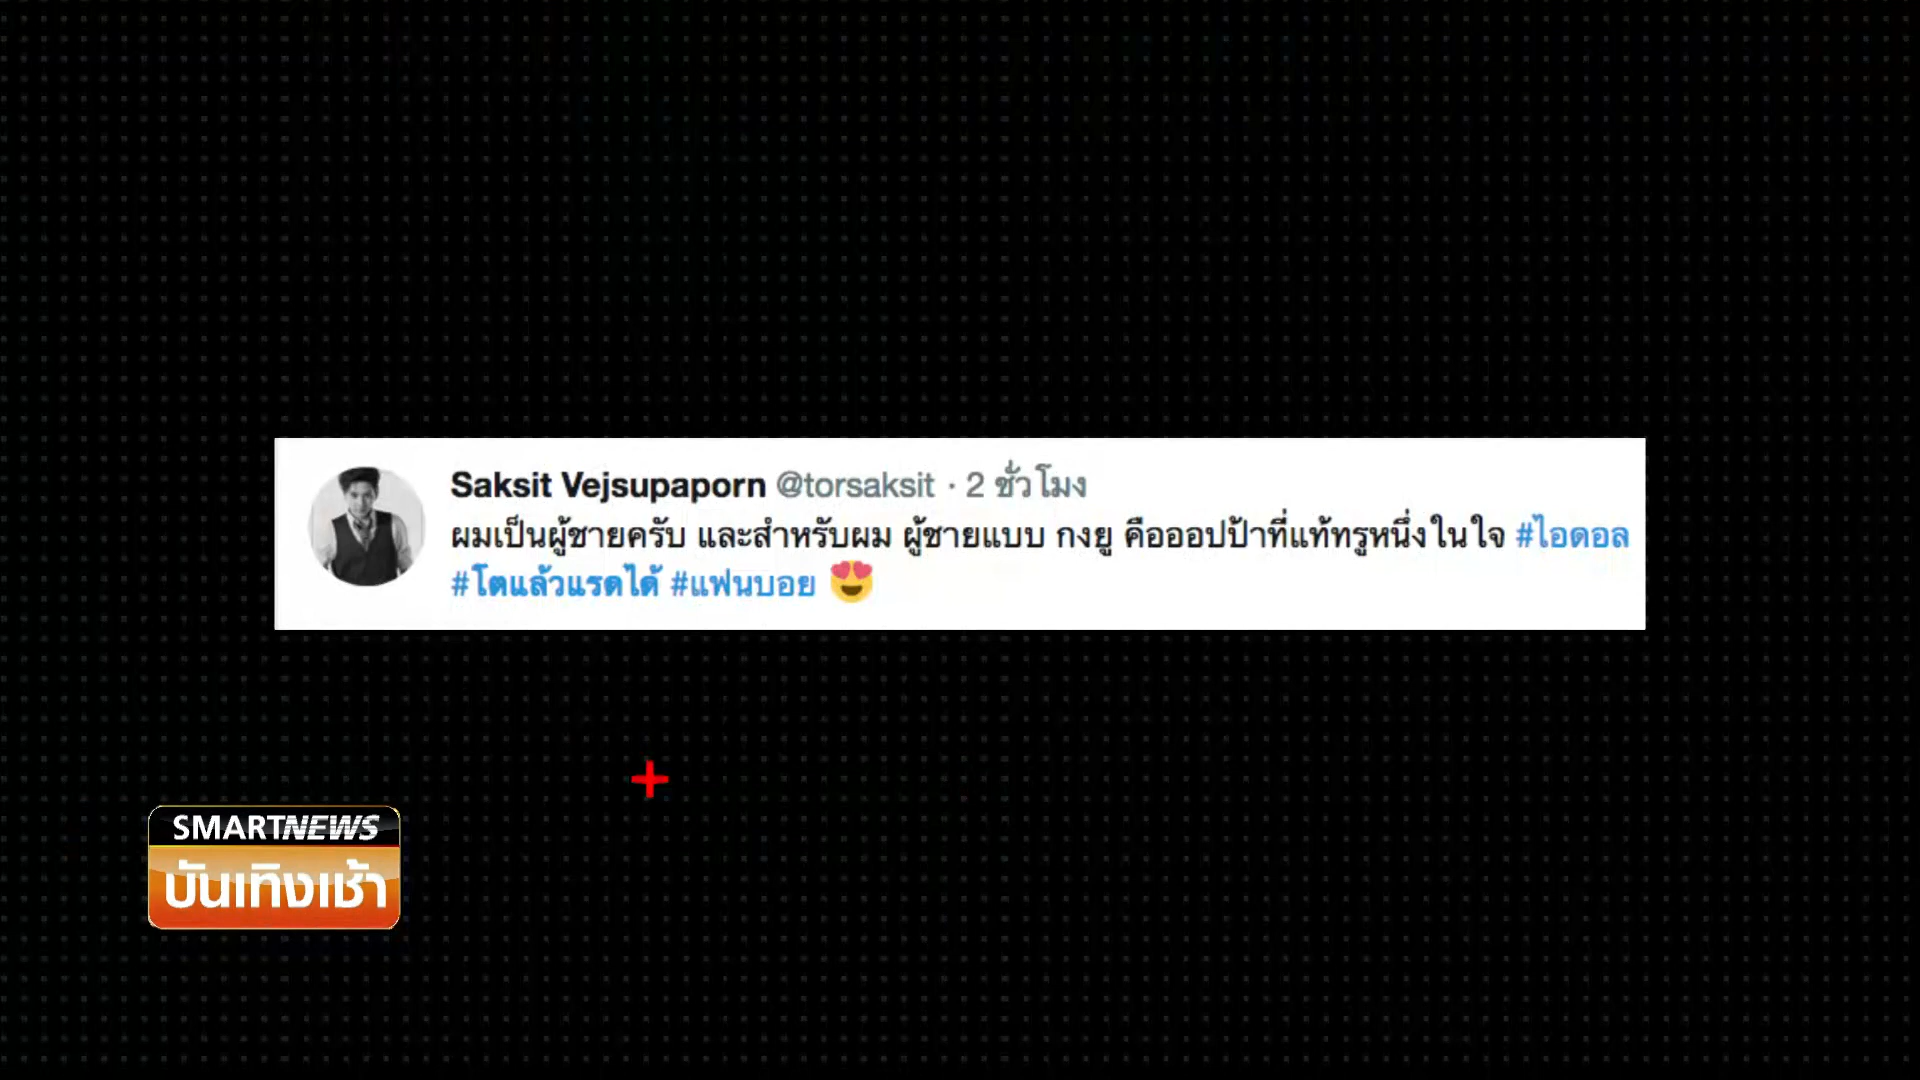 Saksit Vejsupaporn @torsaksit · 2 ชั่วโมง
ผมเป็นผู้ชายครับ และสำหรับผม ผู้ชายแบบ กงยู คือออปป้าที่แท้ทรูหนึ่งในใจ #ไอดอล
#โตแล้วแรดได้ #แฟนบอย 😍
SMARTNEWS
บันเทิงเช้า